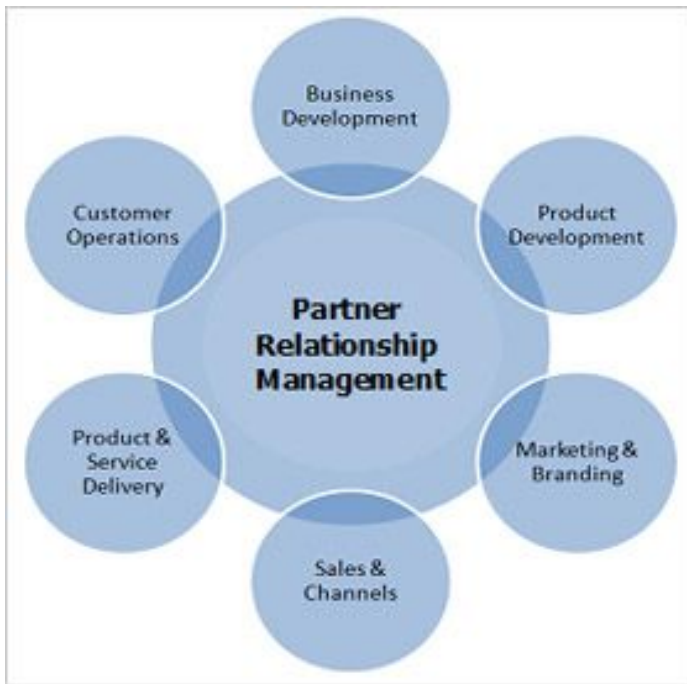 Business
Development
Customer
Operations
Product
Development
Partner
Relationship
Management
Product &
Service
Delivery
Marketing &
Branding
Sales &
Channels